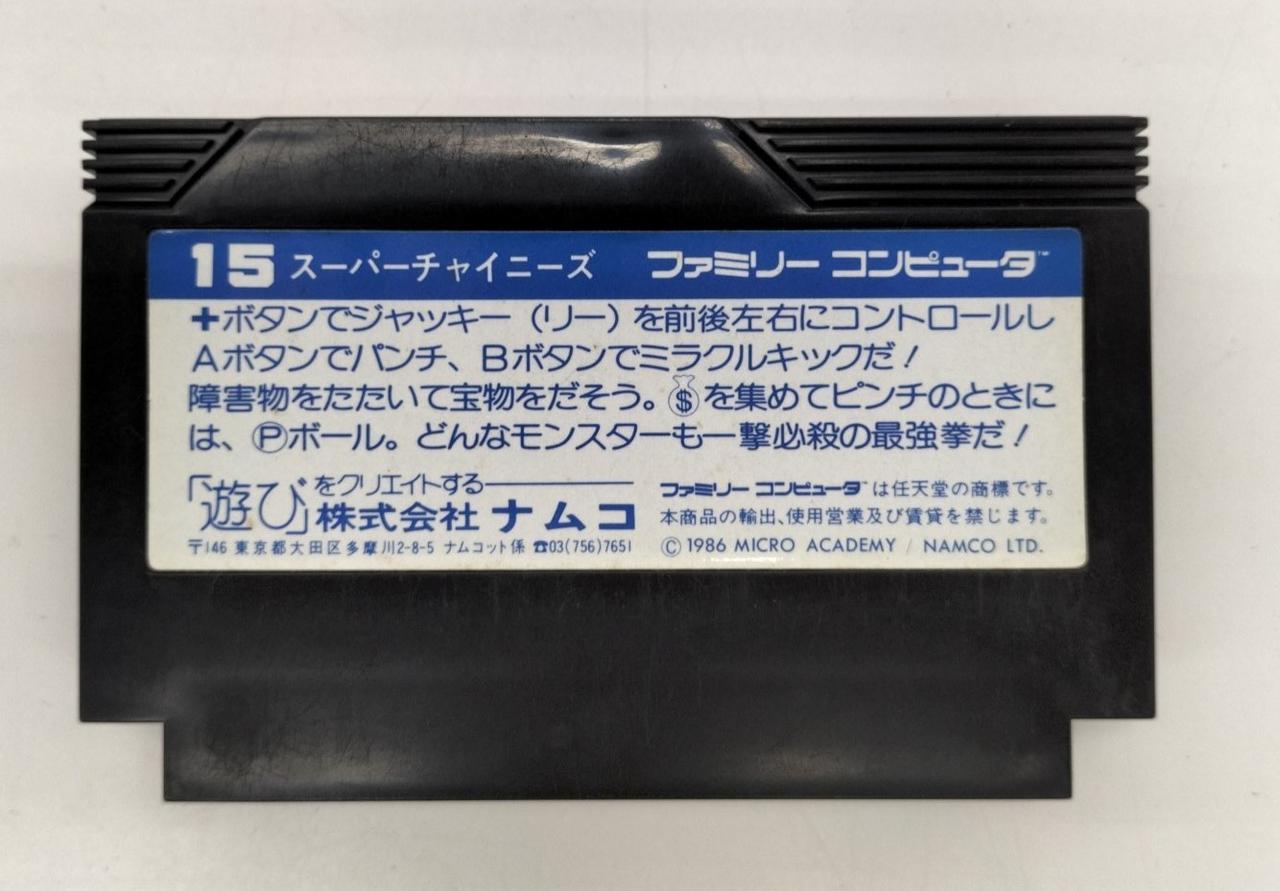 15 スーパーチャイニーズ ファミリー コンピュータ™
+ボタンでジャッキー(リー)を前後左右にコントロールし
Aボタンでパンチ、Bボタンでミラクルキックだ!
障害物をたたいて宝物をだそう。$を集めてピンチのときに
は、Ⓟボール。どんなモンスターも一撃必殺の最強拳だ!
「遊び」をクリエイトする——
株式会社ナムコ
〒146 東京都大田区多摩川2-8-5 ナムコット係 ☎03(756)7651
ファミリー コンピュータ™は任天堂の商標です。
本商品の輸出、使用営業及び賃貸を禁じます。
© 1986 MICRO ACADEMY / NAMCO LTD.